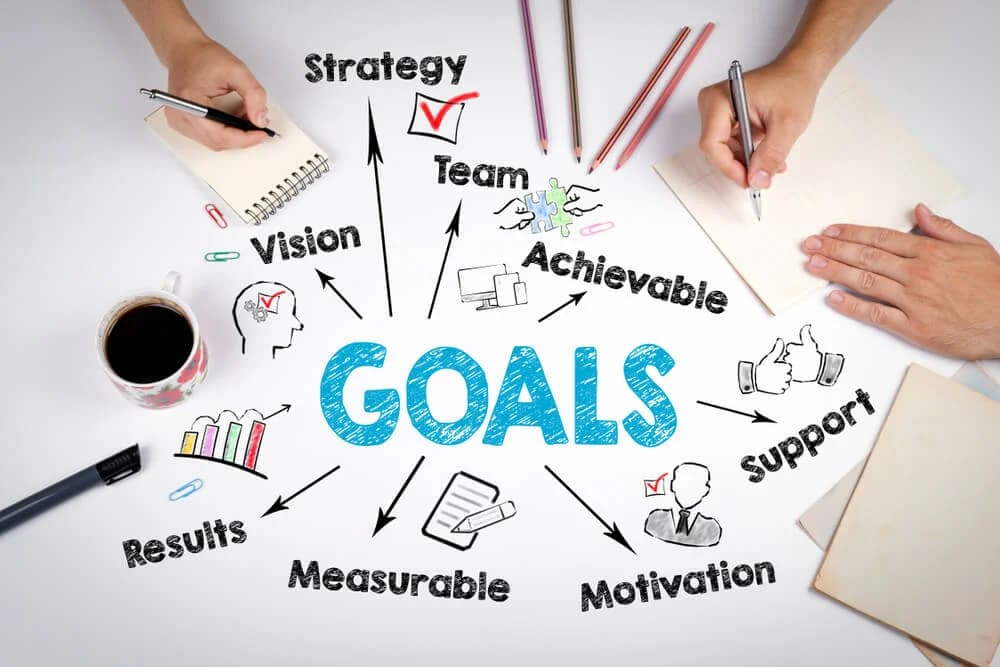 Strategy
Team
Vision
Achievable
GOALS
Support
Results
Measurable
Motivation